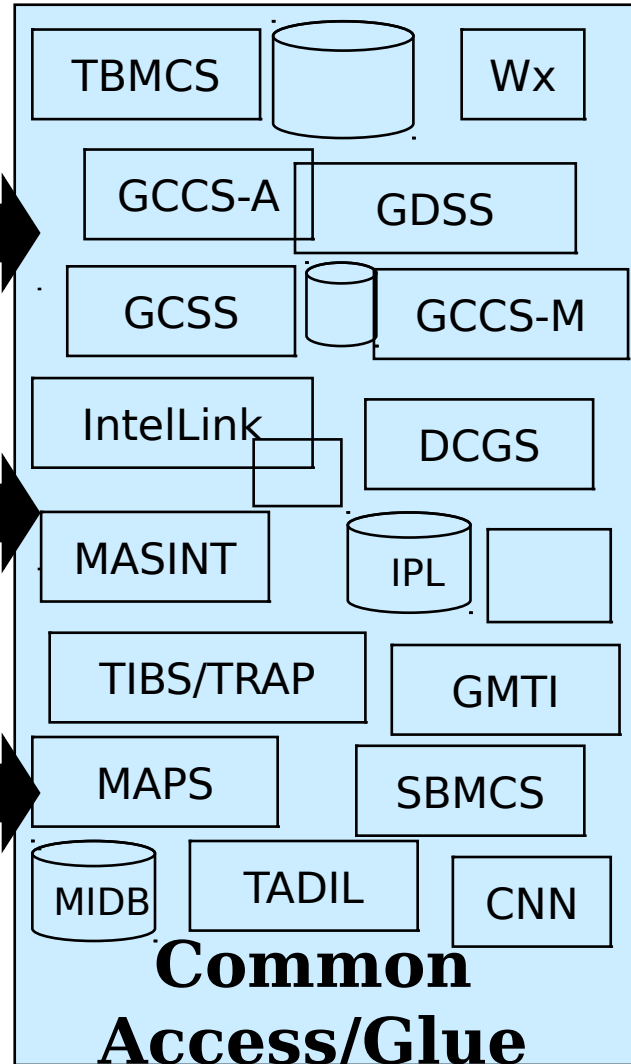 TBMCS
Wx
GCCS-A
GDSS
GCSS
GCCS-M
IntelLink
DCGS
MASINT
IPL
TIBS/TRAP
GMTI
MAPS
SBMCS
MIDB
TADIL
CNN
Common
Access/Glue